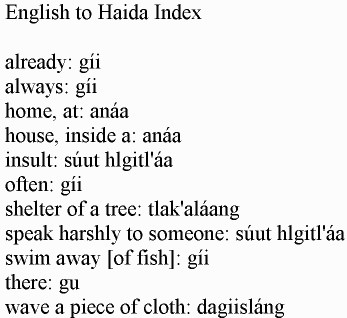 English to Haida Index
already: gíi
always: gíi
home, at: anáa
house, inside a: anáa
insult: súut hlgitl'áa
often: gíi
shelter of a tree: tlak'aláang
speak harshly to someone: súut hlgitl'áa
swim away [of fish]: gíi
there: gu
wave a piece of cloth: dagiisláng